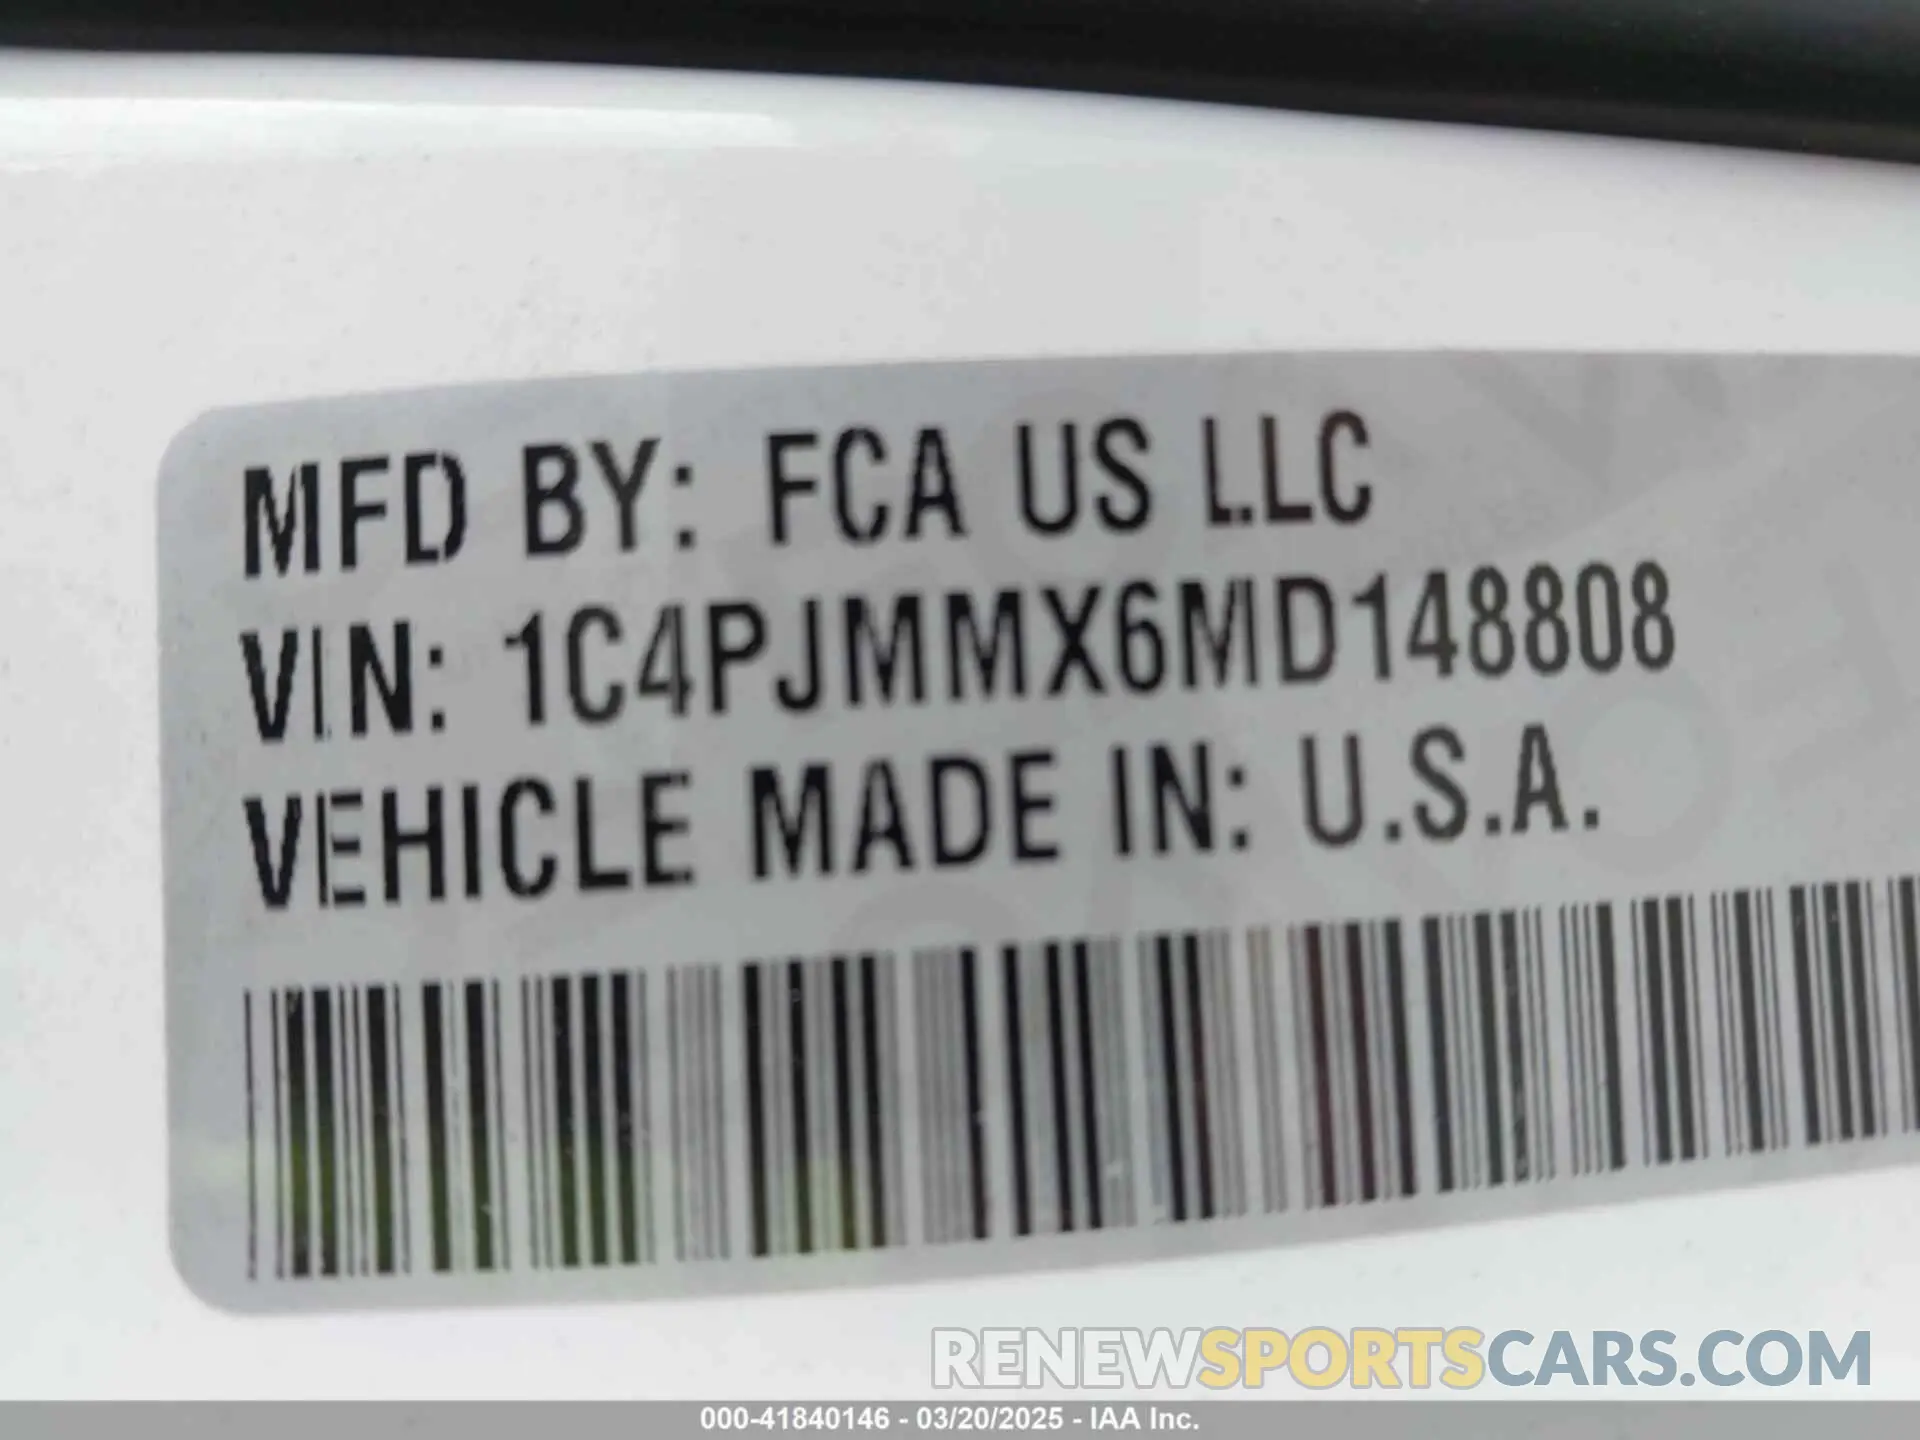 MFD BY: FCA US LLC
VIN: 1C4PJMMX6MD148808
VEHICLE MADE IN: U.S.A.
RENEWSPORTSCARS.COM
000-41840146 - 03/20/2025 - IAA Inc.